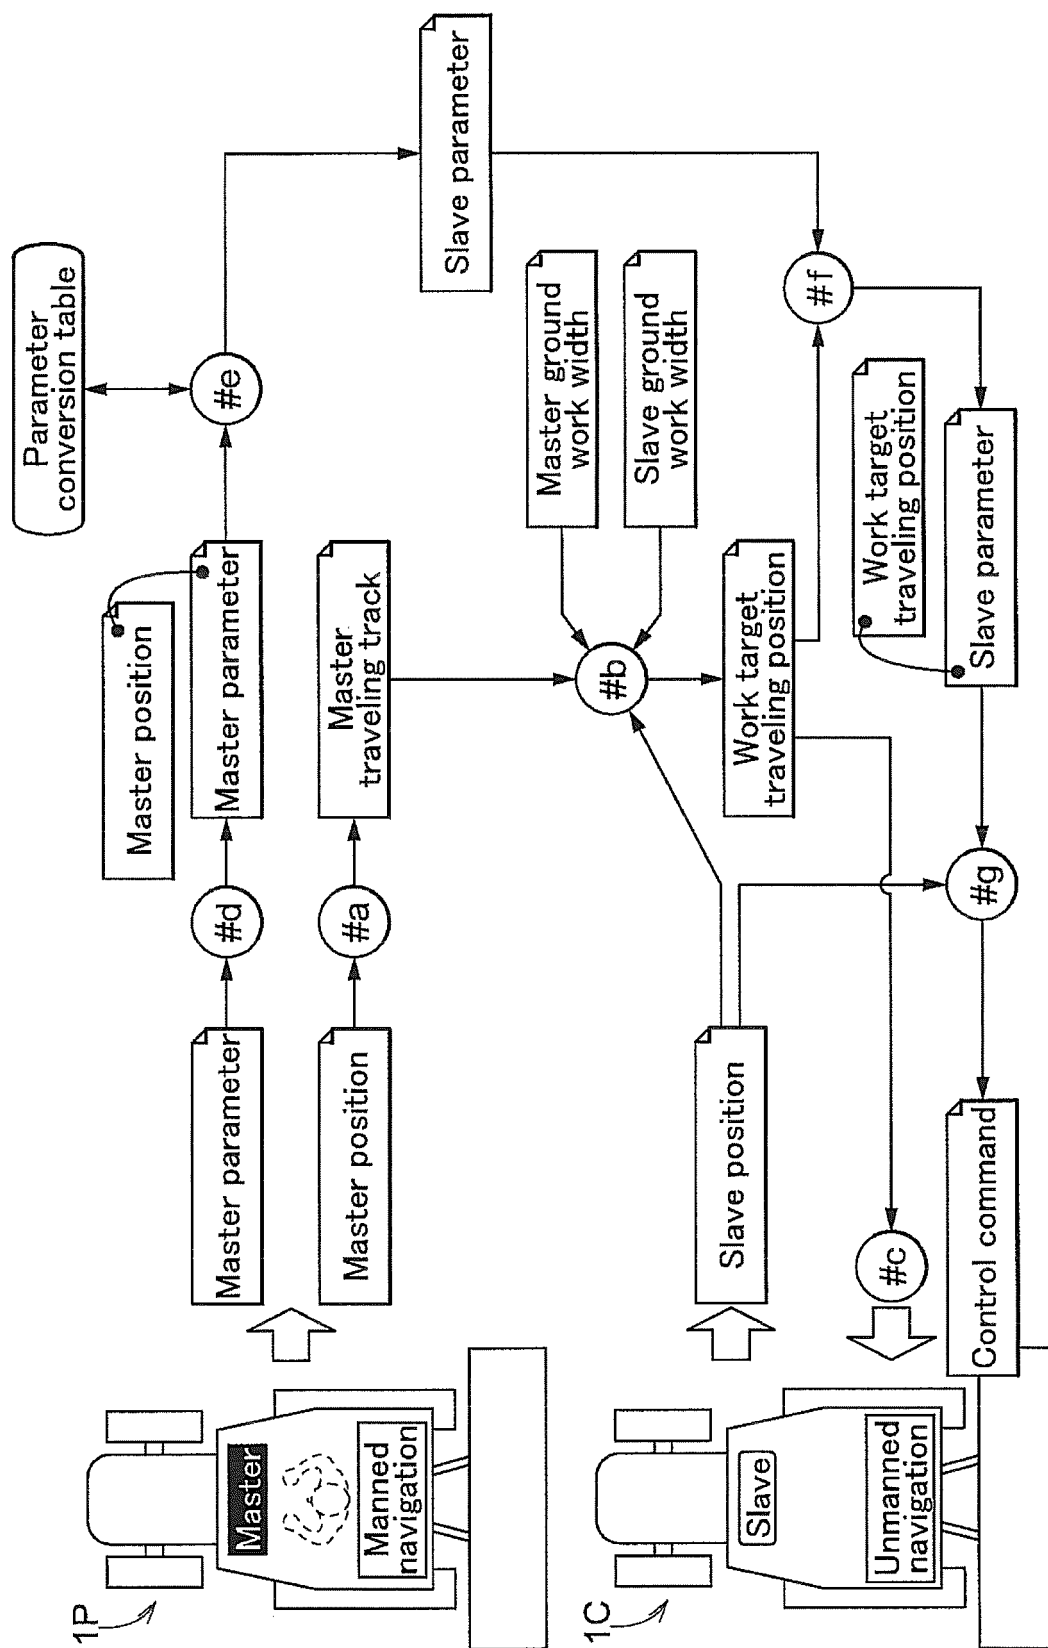 1P
Master
Manned
navigation
Master parameter
Master position
#d
#a
Master position
Master parameter
Master
traveling track
Parameter
conversion table
#e
Slave parameter
Master ground
work width
Slave ground
work width
#b
Work target
traveling position
#f
Work target
traveling position
Slave parameter
1C
Slave
Unmanned
navigation
Slave position
#c
#g
Control command